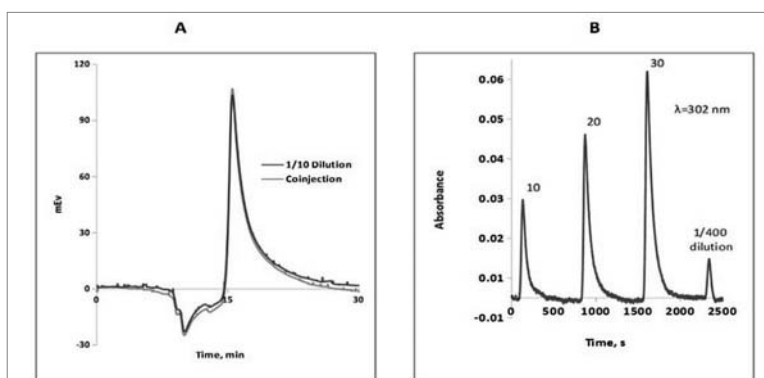 A
B
120
90
60
30
0
-30
mEv
0
15
30
Time, min
1/10 Dilution
Coinjection
0.06
0.05
0.04
0.03
0.02
0.01
0.00
-0.01
Absorbance
0
500
1000
1500
2000
2500
Time, s
10
20
30
λ=302 nm
1/400
dilution